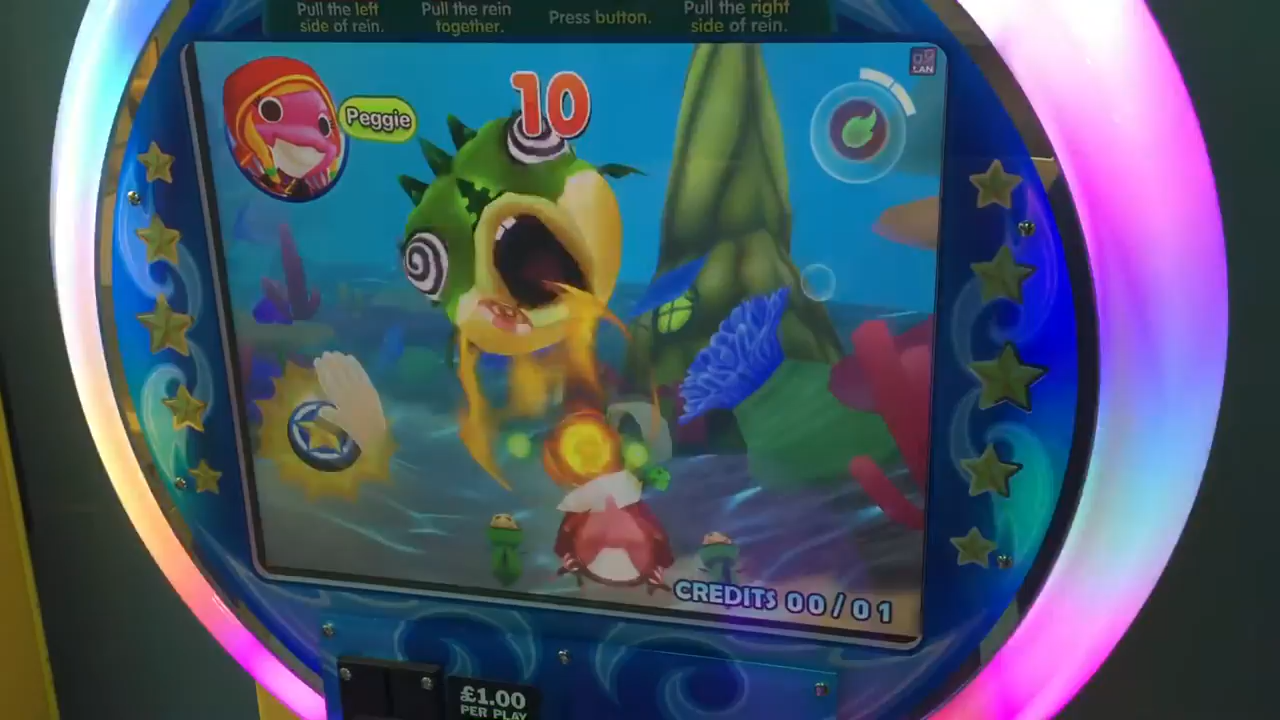 Pull the left
side of rein.
Pull the rein
together.
Press button.
Pull the right
side of rein.
LAN
10
Peggie
CREDITS 00/01
£1.00
PER PLAY